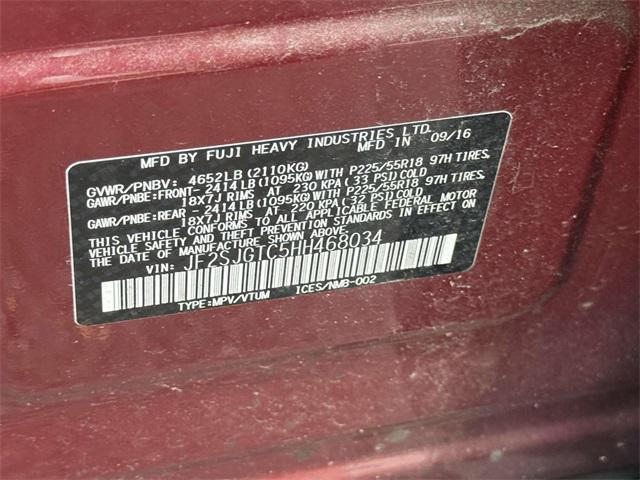 MFD BY FUJI HEAVY INDUSTRIES LTD.
MFD IN 09/16
GVWR/PNBV: 4652LB(2110KG)
GAWR/PNBE:FRONT-2414LB(1095KG)WITH P225/55R18 97H TIRES,
18X7J RIMS AT 230 KPA (33 PSI)COLD
GAWR/PNBE:REAR -2414LB(1095KG)WITH P225/55R18 97H TIRES,
18X7J RIMS AT 220 KPA (32 PSI)COLD
THIS VEHICLE CONFORMS TO ALL APPLICABLE FEDERAL MOTOR
VEHICLE SAFETY AND THEFT PREVENTION STANDARDS IN EFFECT ON
THE DATE OF MANUFACTURE SHOWN ABOVE.
VIN: JF2SJGTC5HH468034
TYPE:MPV/VTUM ICES/NMB-002